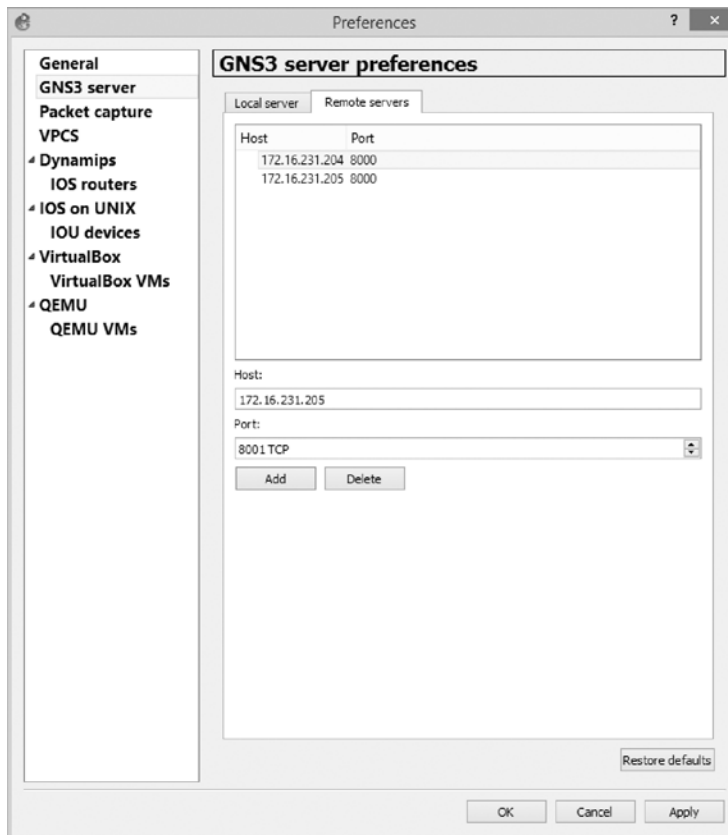 Preferences
?
×
General
GNS3 server
Packet capture
VPCS
Dynamips
IOS routers
IOS on UNIX
IOU devices
VirtualBox
VirtualBox VMs
QEMU
QEMU VMs
GNS3 server preferences
Local server
Remote servers
Host Port
172.16.231.204 8000
172.16.231.205 8000
Host:
172.16.231.205
Port:
8001 TCP
Add
Delete
Restore defaults
OK
Cancel
Apply